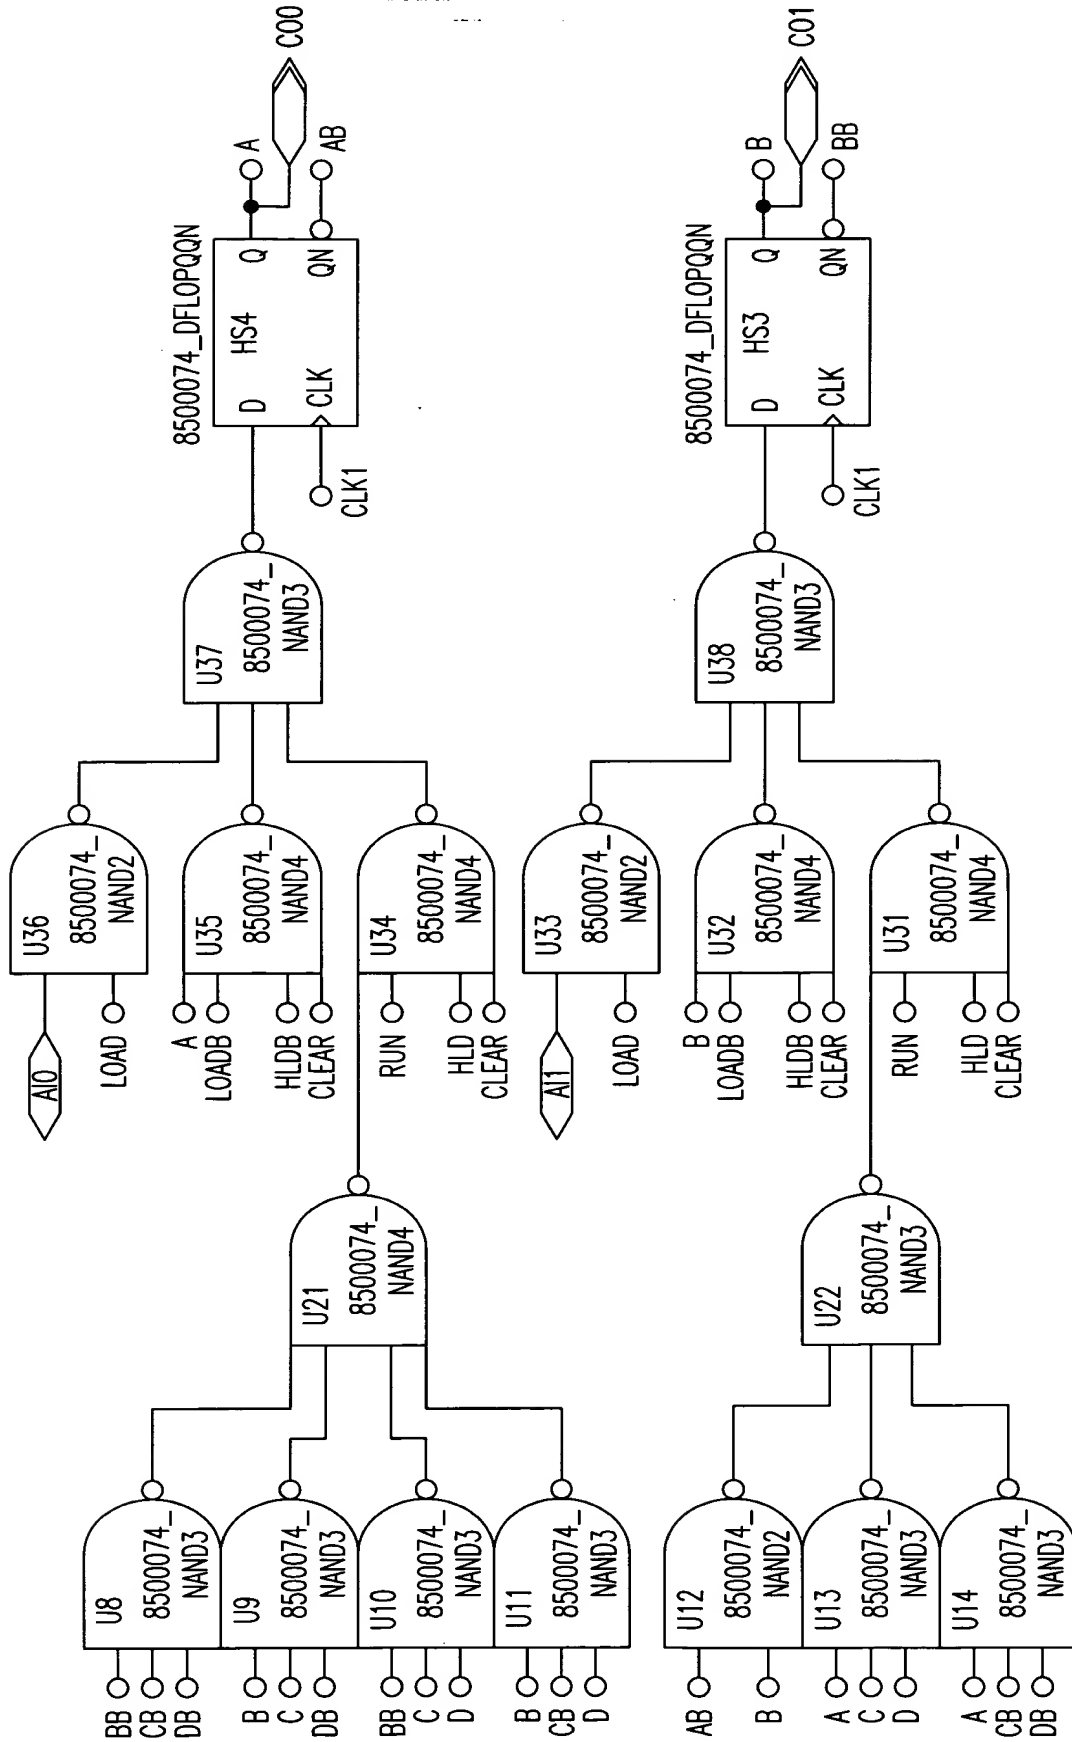 BB
CB
DB
U8
8500074_
NAND3
B
C
DB
U9
8500074_
NAND3
BB
C
D
U10
8500074_
NAND3
B
CB
D
U11
8500074_
NAND3
U21
8500074_
NAND4
AI0
LOAD
U36
8500074_
NAND2
A
LOADB
HLDB
CLEAR
U35
8500074_
NAND4
RUN
HLD
CLEAR
U34
8500074_
NAND4
U37
8500074_
NAND3
8500074_DFLOPQQN
D
HS4
Q
CLK
QN
CLK1
A
AB
C00
AB
B
U12
8500074_
NAND2
A
C
D
U13
8500074_
NAND3
A
CB
DB
U14
8500074_
NAND3
U22
8500074_
NAND3
AI1
LOAD
U33
8500074_
NAND2
B
LOADB
HLDB
CLEAR
U32
8500074_
NAND4
RUN
HLD
CLEAR
U31
8500074_
NAND4
U38
8500074_
NAND3
8500074_DFLOPQQN
D
HS3
Q
CLK
QN
CLK1
B
BB
C01